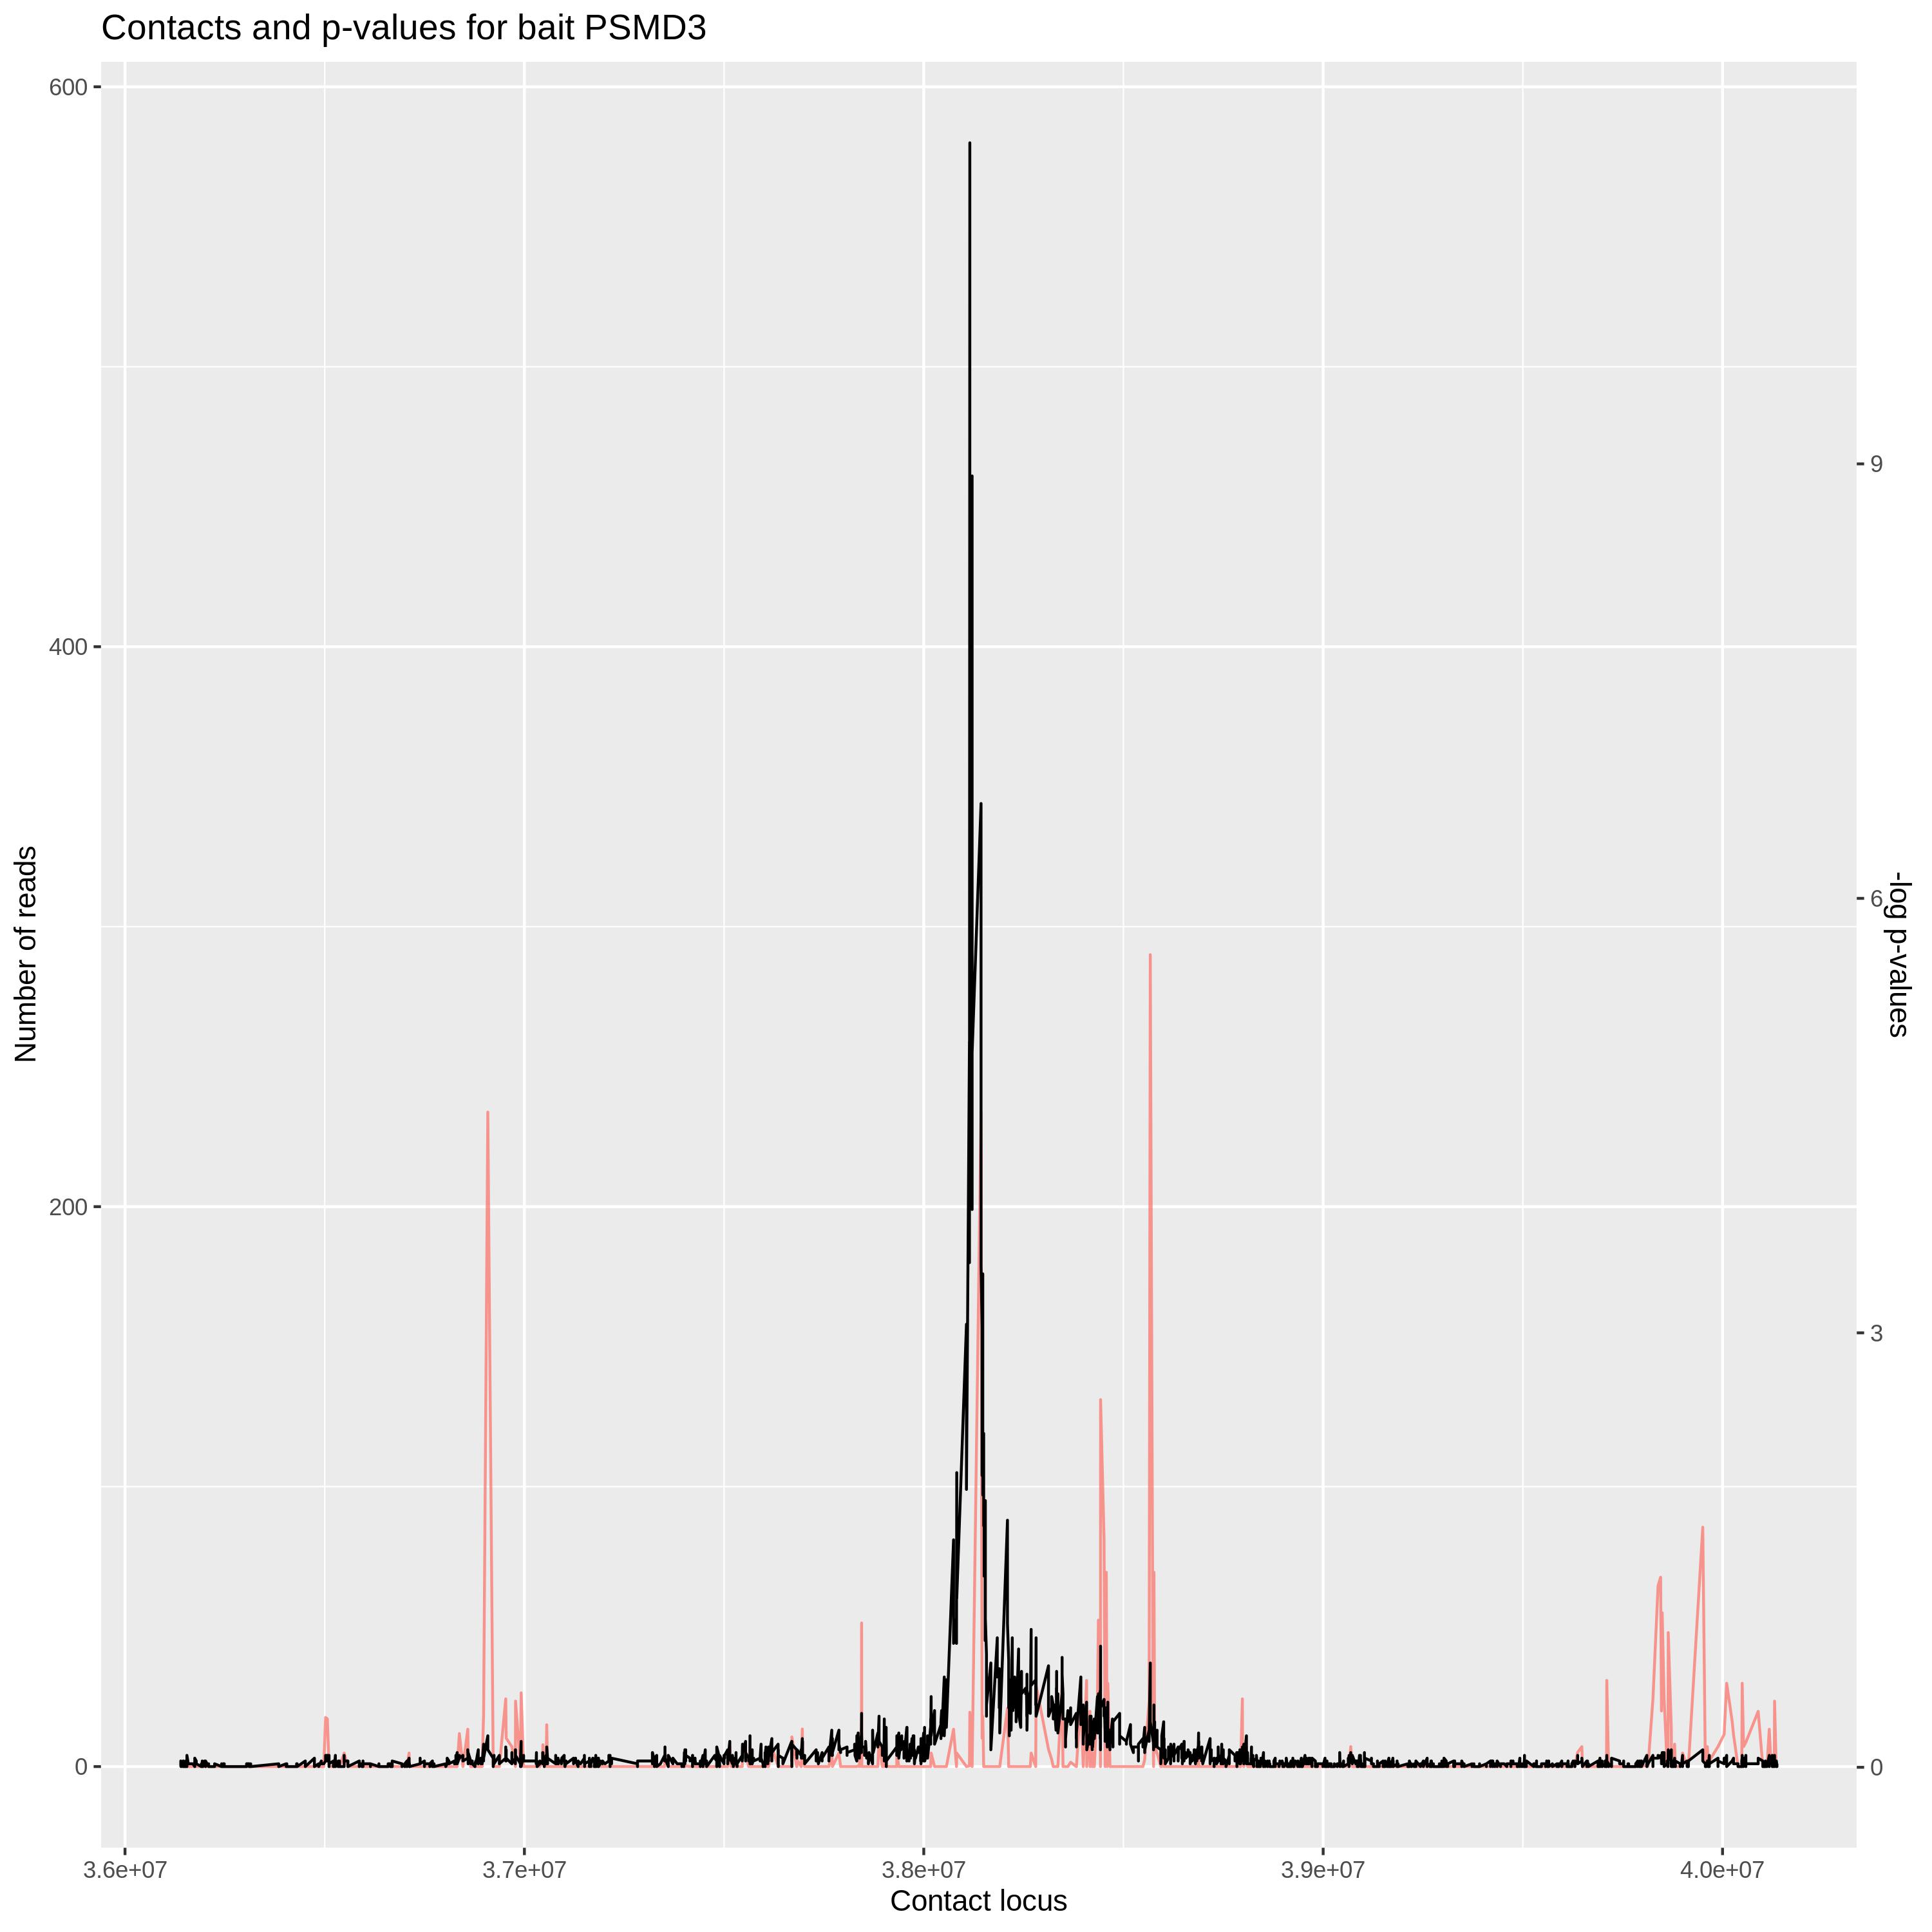 Contacts and p-values for bait PSMD3
600
400
200
0
Number of reads
9
6
3
0
-log p-values
3.6e+07 3.7e+07 3.8e+07 3.9e+07 4.0e+07
Contact locus